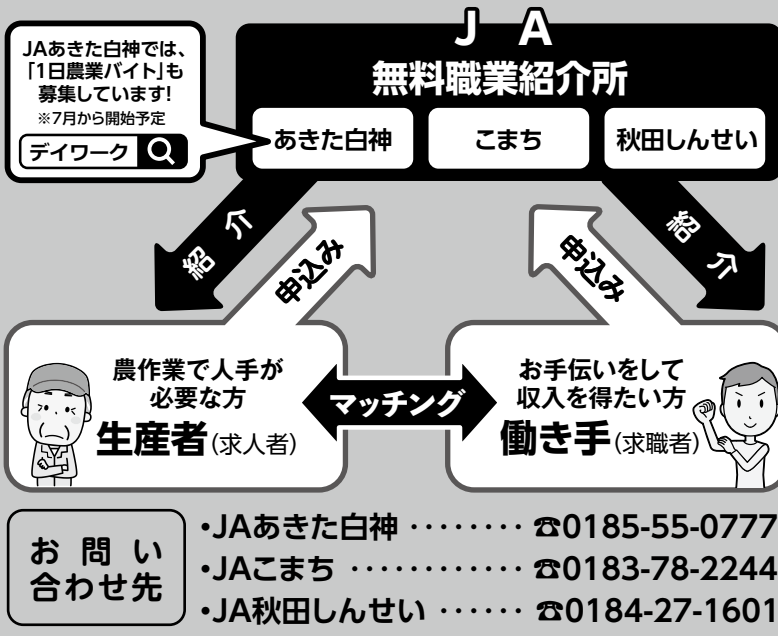 JA
無料職業紹介所
あきた白神
こまち
秋田しんせい
JAあきた白神では、
「1日農業バイト」も
募集しています!
※7月から開始予定
デイワーク
紹介
申込み
申込み
紹介
農作業で人手が
必要な方
生産者(求人者)
マッチング
お手伝いをして
収入を得たい方
働き手(求職者)
お問い
合わせ先
・JAあきた白神 ········ ☎0185-55-0777
・JAこまち ············ ☎0183-78-2244
・JA秋田しんせい ······ ☎0184-27-1601